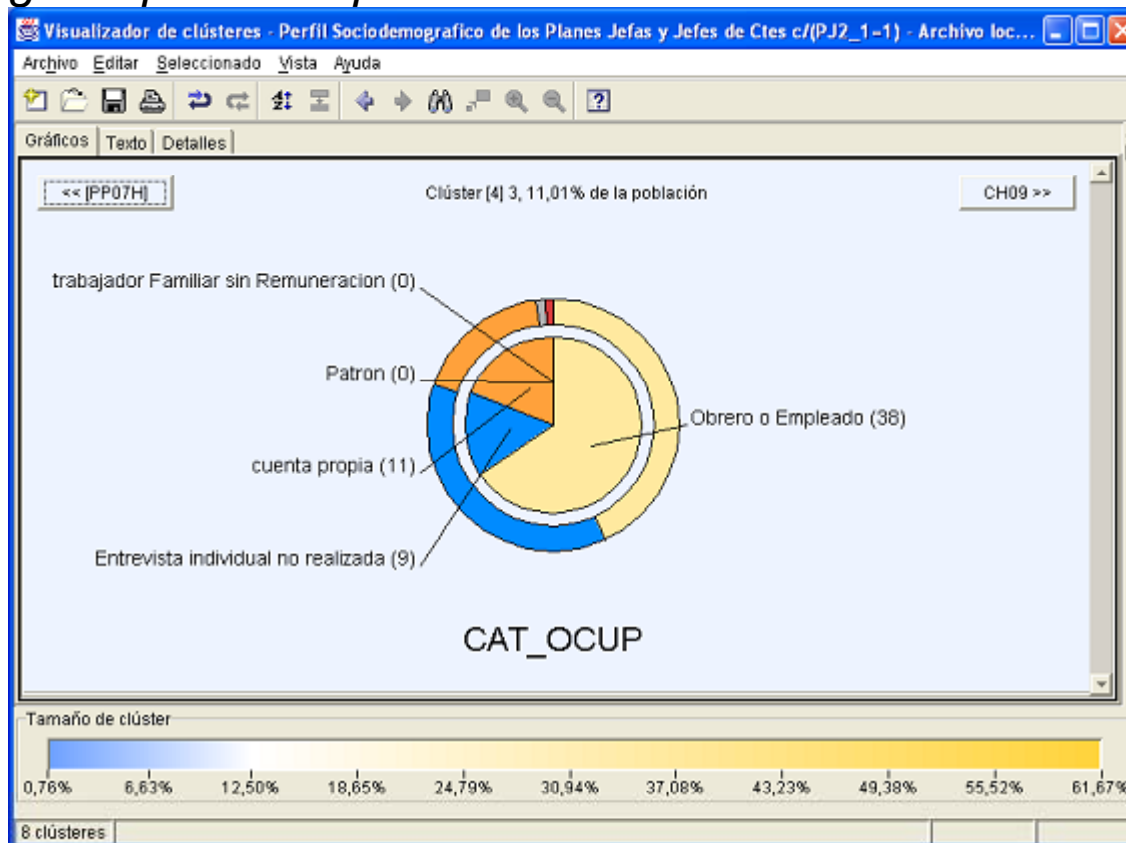 Visualizador de clústeres - Perfil Sociodemografico de los Planes Jefas y Jefes de Ctes c/(PJ2_1=1) - Archivo loc...
Archivo Editar Seleccionado Vista Ayuda
Gráficos Texto Detalles
<< [PP07H] Clúster [4] 3, 11,01% de la población CH09 >>
trabajador Familiar sin Remuneracion (0)
Patron (0)
Obrero o Empleado (38)
cuenta propia (11)
Entrevista individual no realizada (9)
CAT_OCUP
Tamaño de clúster
0,76% 6,63% 12,50% 18,65% 24,79% 30,94% 37,08% 43,23% 49,38% 55,52% 61,67%
8 clústeres